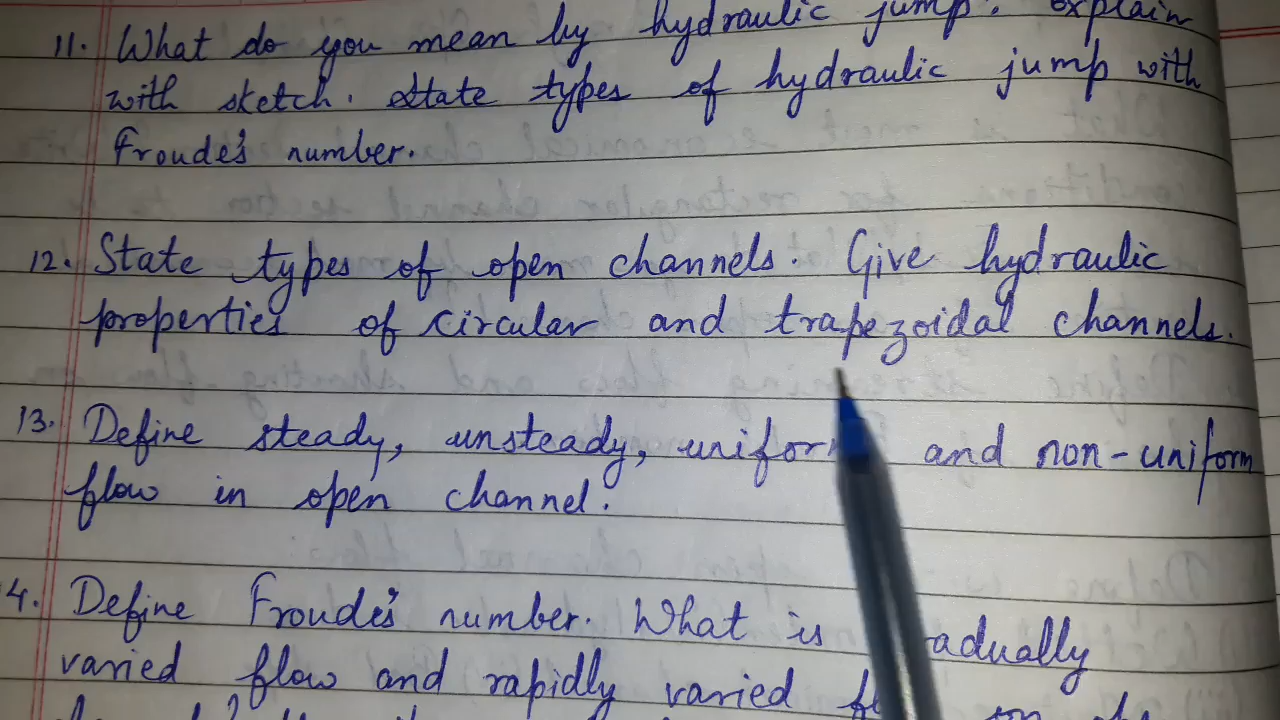 11. What do you mean by hydraulic jump. explain
with sketch. State types of hydraulic jump with
Froude's number.
12. State types of open channels. Give hydraulic
properties of circular and trapezoidal channels.
13. Define steady, unsteady, uniform and non-uniform
flow in open channel.
4. Define Froude's number. What is radually
varied flow and rapidly varied